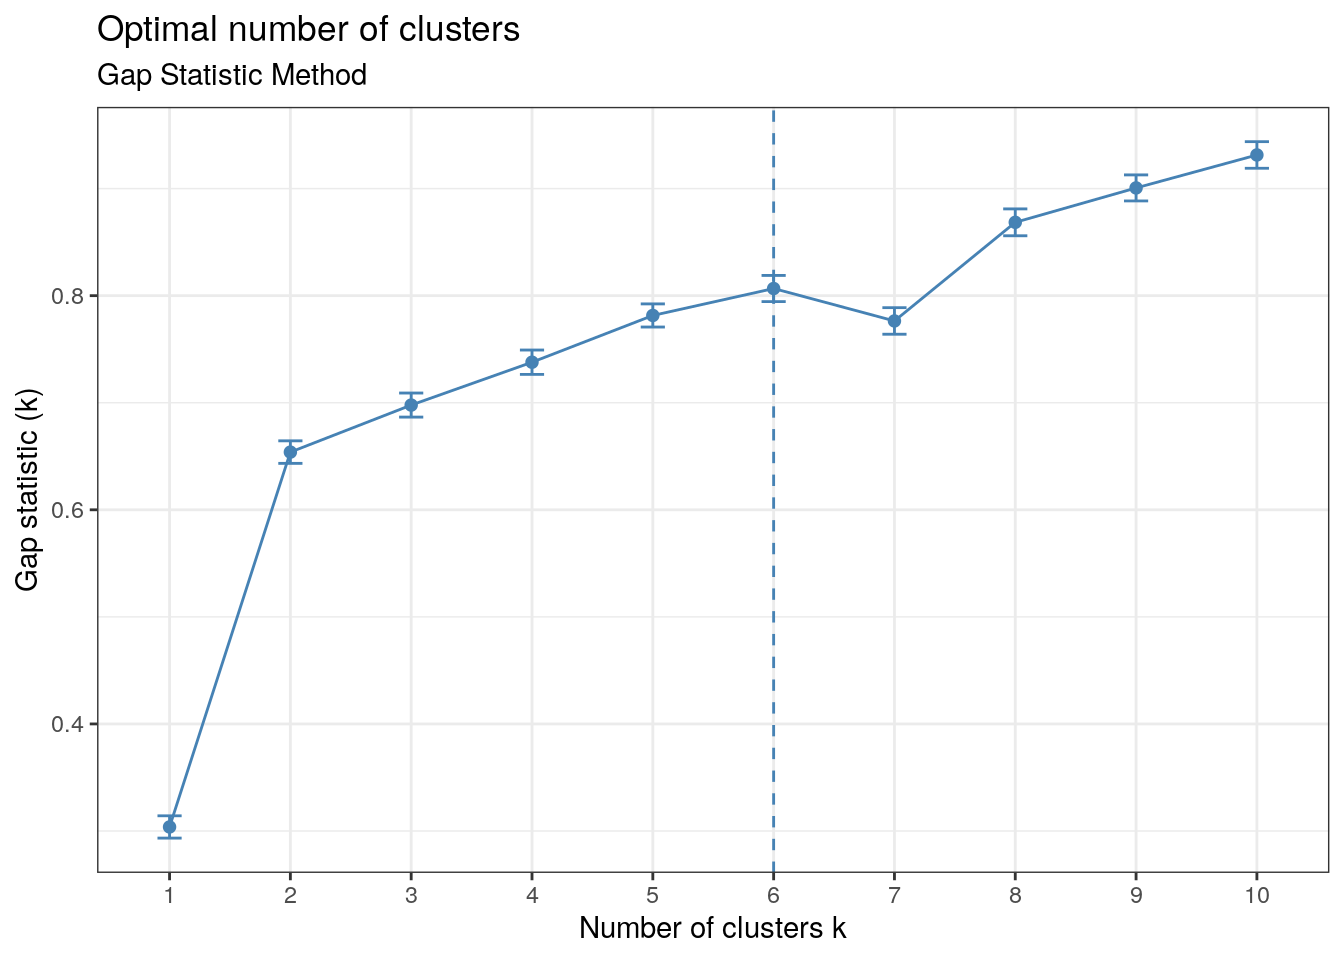 Optimal number of clusters
Gap Statistic Method
Gap statistic (k)
0.8
0.6
0.4
1 2 3 4 5 6 7 8 9 10
Number of clusters k